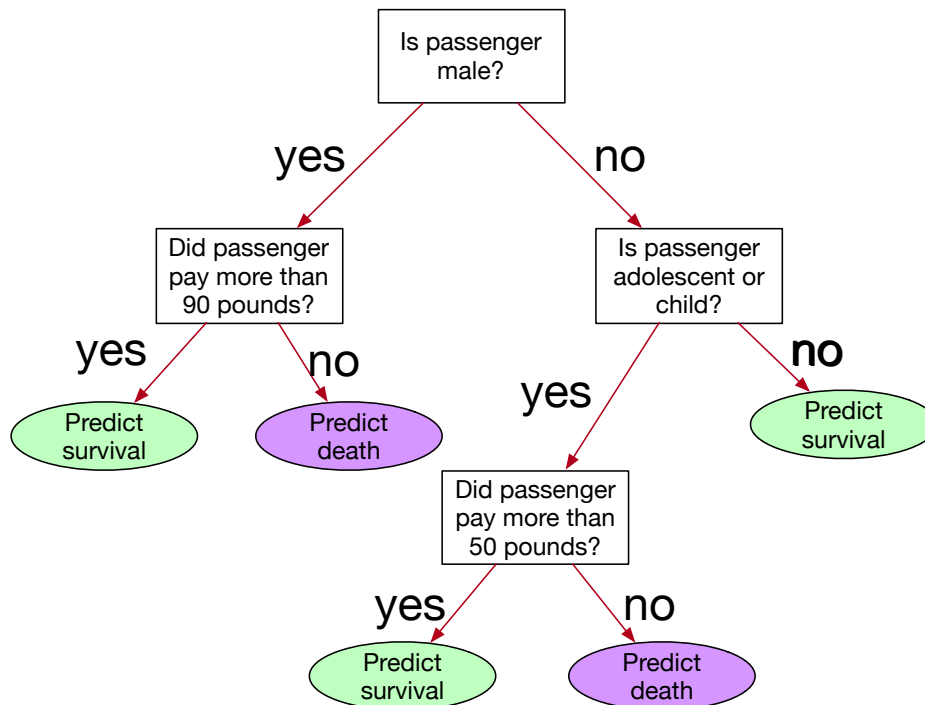 Is passenger
male?
yes
no
Did passenger
pay more than
90 pounds?
Is passenger
adolescent or
child?
yes
no
yes
no
Predict
survival
Predict
death
Predict
survival
Did passenger
pay more than
50 pounds?
yes
no
Predict
survival
Predict
death